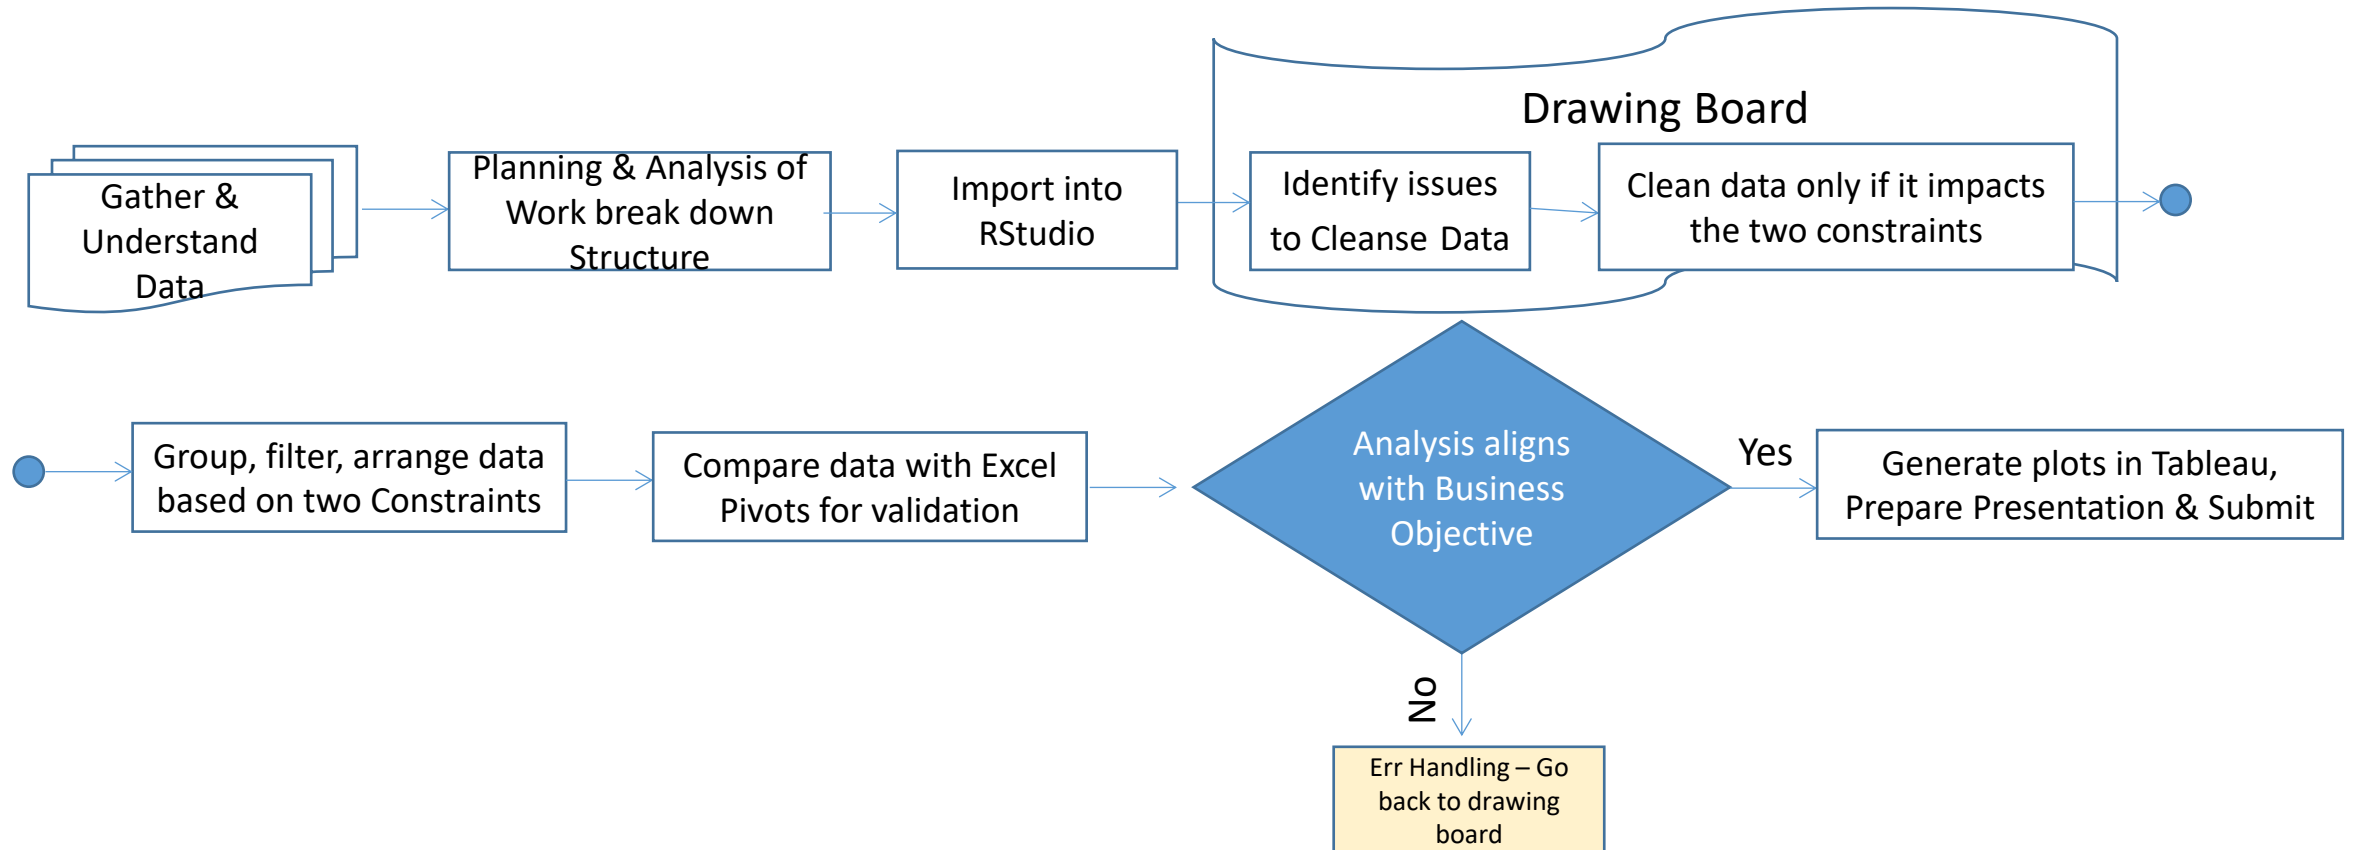 Drawing Board
Gather &
Understand
Data
Planning & Analysis of
Work break down
Structure
Import into
RStudio
Identify issues
to Cleanse Data
Clean data only if it impacts
the two constraints
Group, filter, arrange data
based on two Constraints
Compare data with Excel
Pivots for validation
Analysis aligns
with Business
Objective
Yes
Generate plots in Tableau,
Prepare Presentation & Submit
No
Err Handling – Go
back to drawing
board